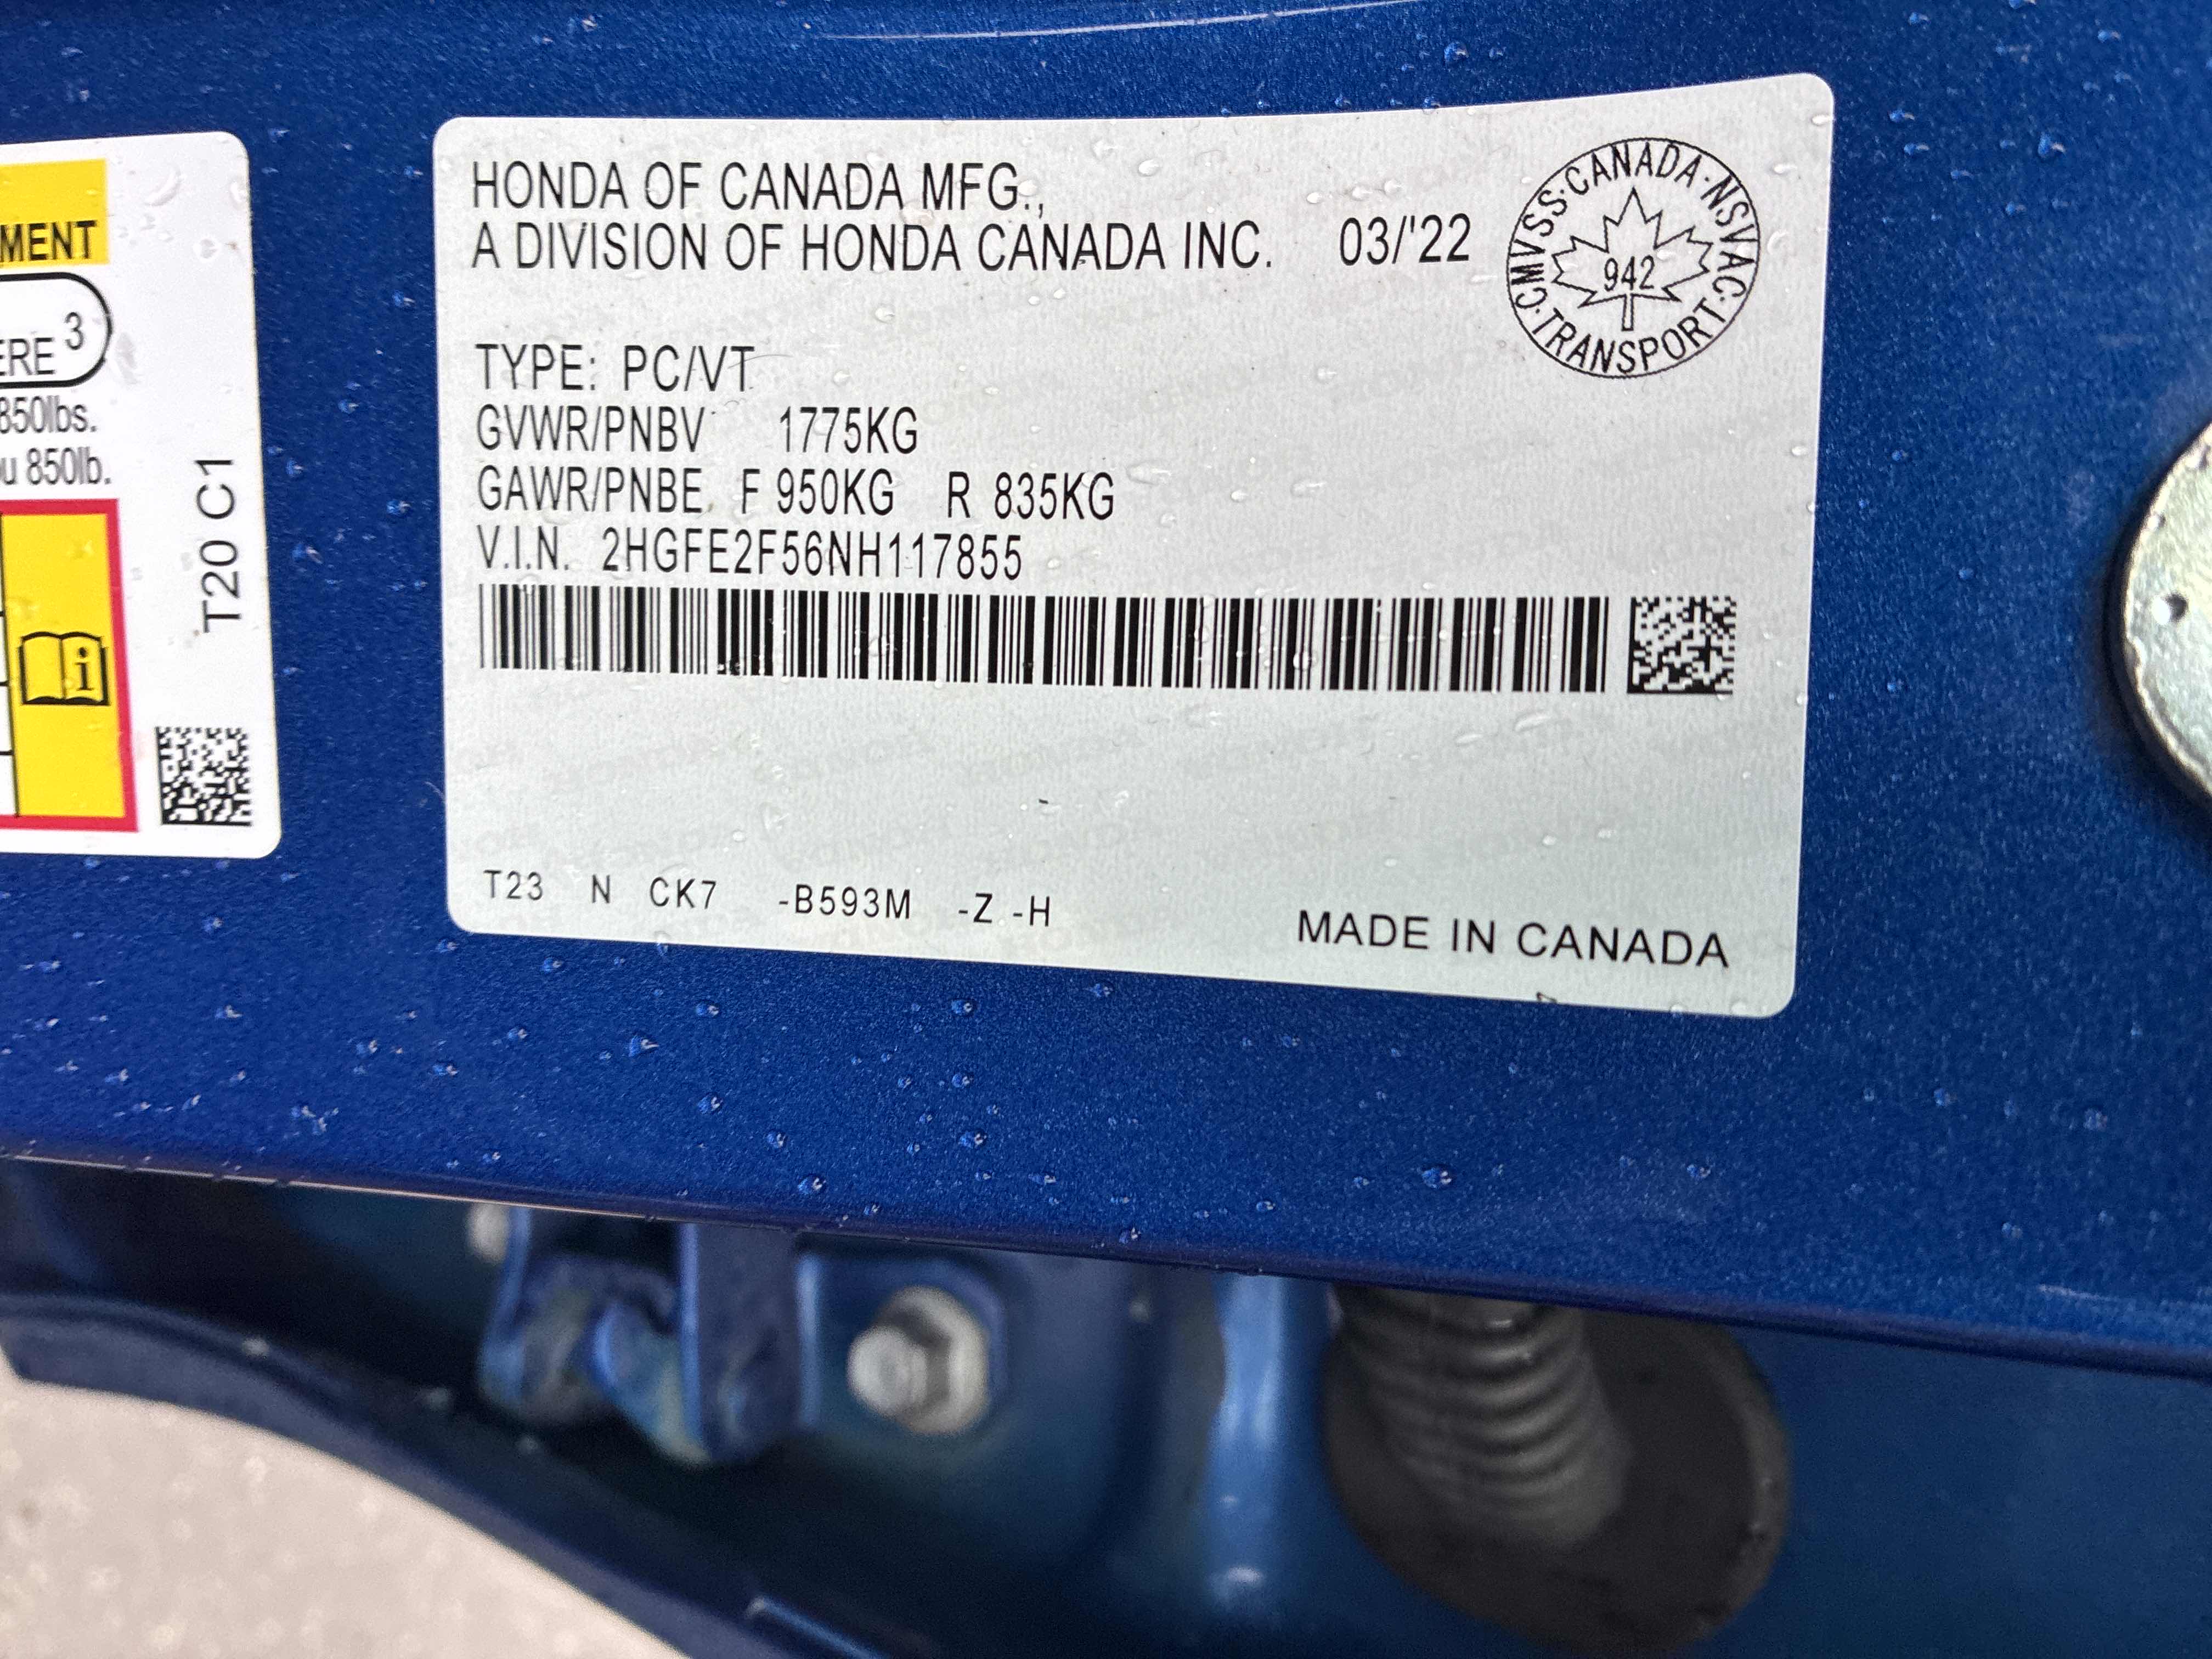 MENT
ERE 3
850lbs.
u 850lb.
T20 C1
HONDA OF CANADA MFG.,
A DIVISION OF HONDA CANADA INC. 03/'22
CMVSS·CANADA·NSVAC·TRANSPORT·
942
TYPE: PC/VT
GVWR/PNBV 1775KG
GAWR/PNBE F 950KG R 835KG
V.I.N. 2HGFE2F56NH117855
T23 N CK7 -B593M -Z -H
MADE IN CANADA